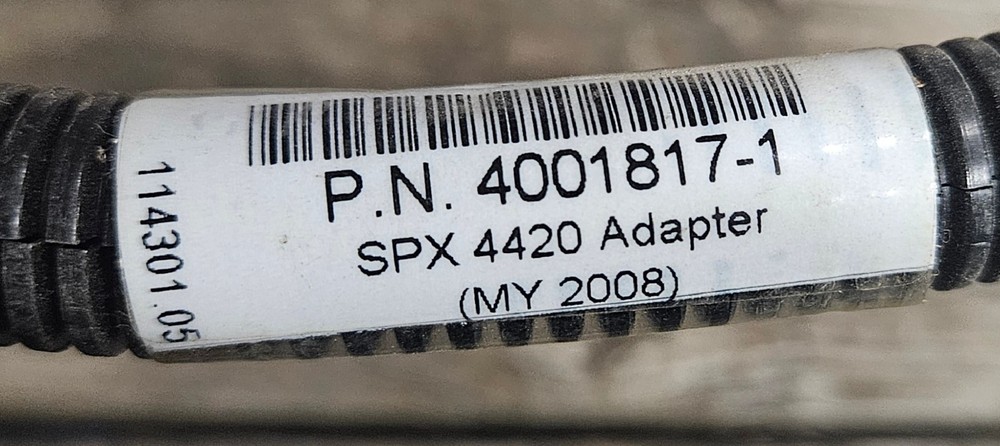 P.N. 4001817-1
SPX 4420 Adapter
(MY 2008)
114301.05